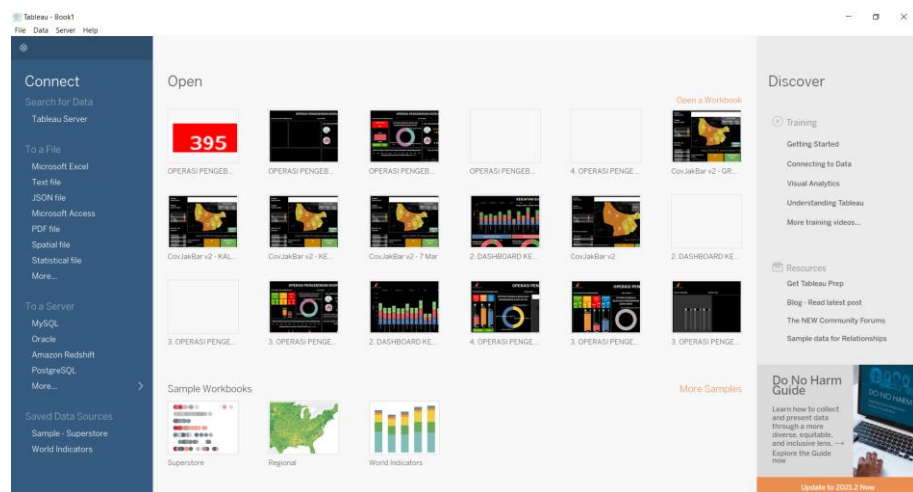 Tableau - Book1
File Data Server Help
Connect
Search for Data
Tableau Server
To a File
Microsoft Excel
Text file
JSON file
Microsoft Access
PDF file
Spatial file
Statistical file
More...
To a Server
MySQL
Oracle
Amazon Redshift
PostgreSQL
More...
Saved Data Sources
Sample - Superstore
World Indicators
Open
Open a Workbook
395
OPERASI PENGEB...
OPERASI PENGEB...
OPERASI PENGEB...
OPERASI PENGEB...
4. OPERASI PENGE...
CovJakBar v2 - GR...
CovJakBar v2 - KAL...
CovJakBar v2 - KE...
CovJakBar v2 - 7 Mar
2. DASHBOARD KE...
CovJakBar v2
2. DASHBOARD KE...
3. OPERASI PENGE...
3. OPERASI PENGE...
2. DASHBOARD KE...
4. OPERASI PENGE...
3. OPERASI PENGE...
3. OPERASI PENGE...
Sample Workbooks
More Samples
Superstore
Regional
World Indicators
Discover
Training
Getting Started
Connecting to Data
Visual Analytics
Understanding Tableau
More training videos...
Resources
Get Tableau Prep
Blog - Read latest post
The NEW Community Forums
Sample data for Relationships
Do No Harm
Guide
Learn how to collect
and present data
through a more
diverse, equitable,
and inclusive lens. →
Explore the Guide
now
DO NO HARM
Update to 2021.2 Now